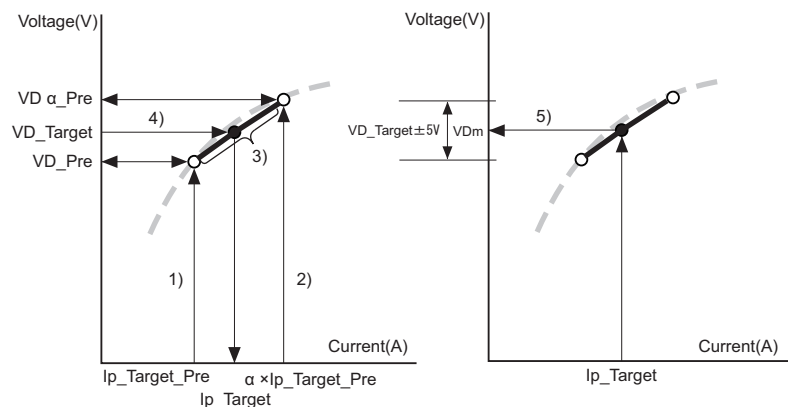 Voltage(V)
VD α_Pre
4)
VD_Target
3)
VD_Pre
1)
2)
Current(A)
Ip_Target_Pre
α ×Ip_Target_Pre
Ip_Target
Voltage(V)
VD_Target±5V
VDm
5)
Current(A)
Ip_Target